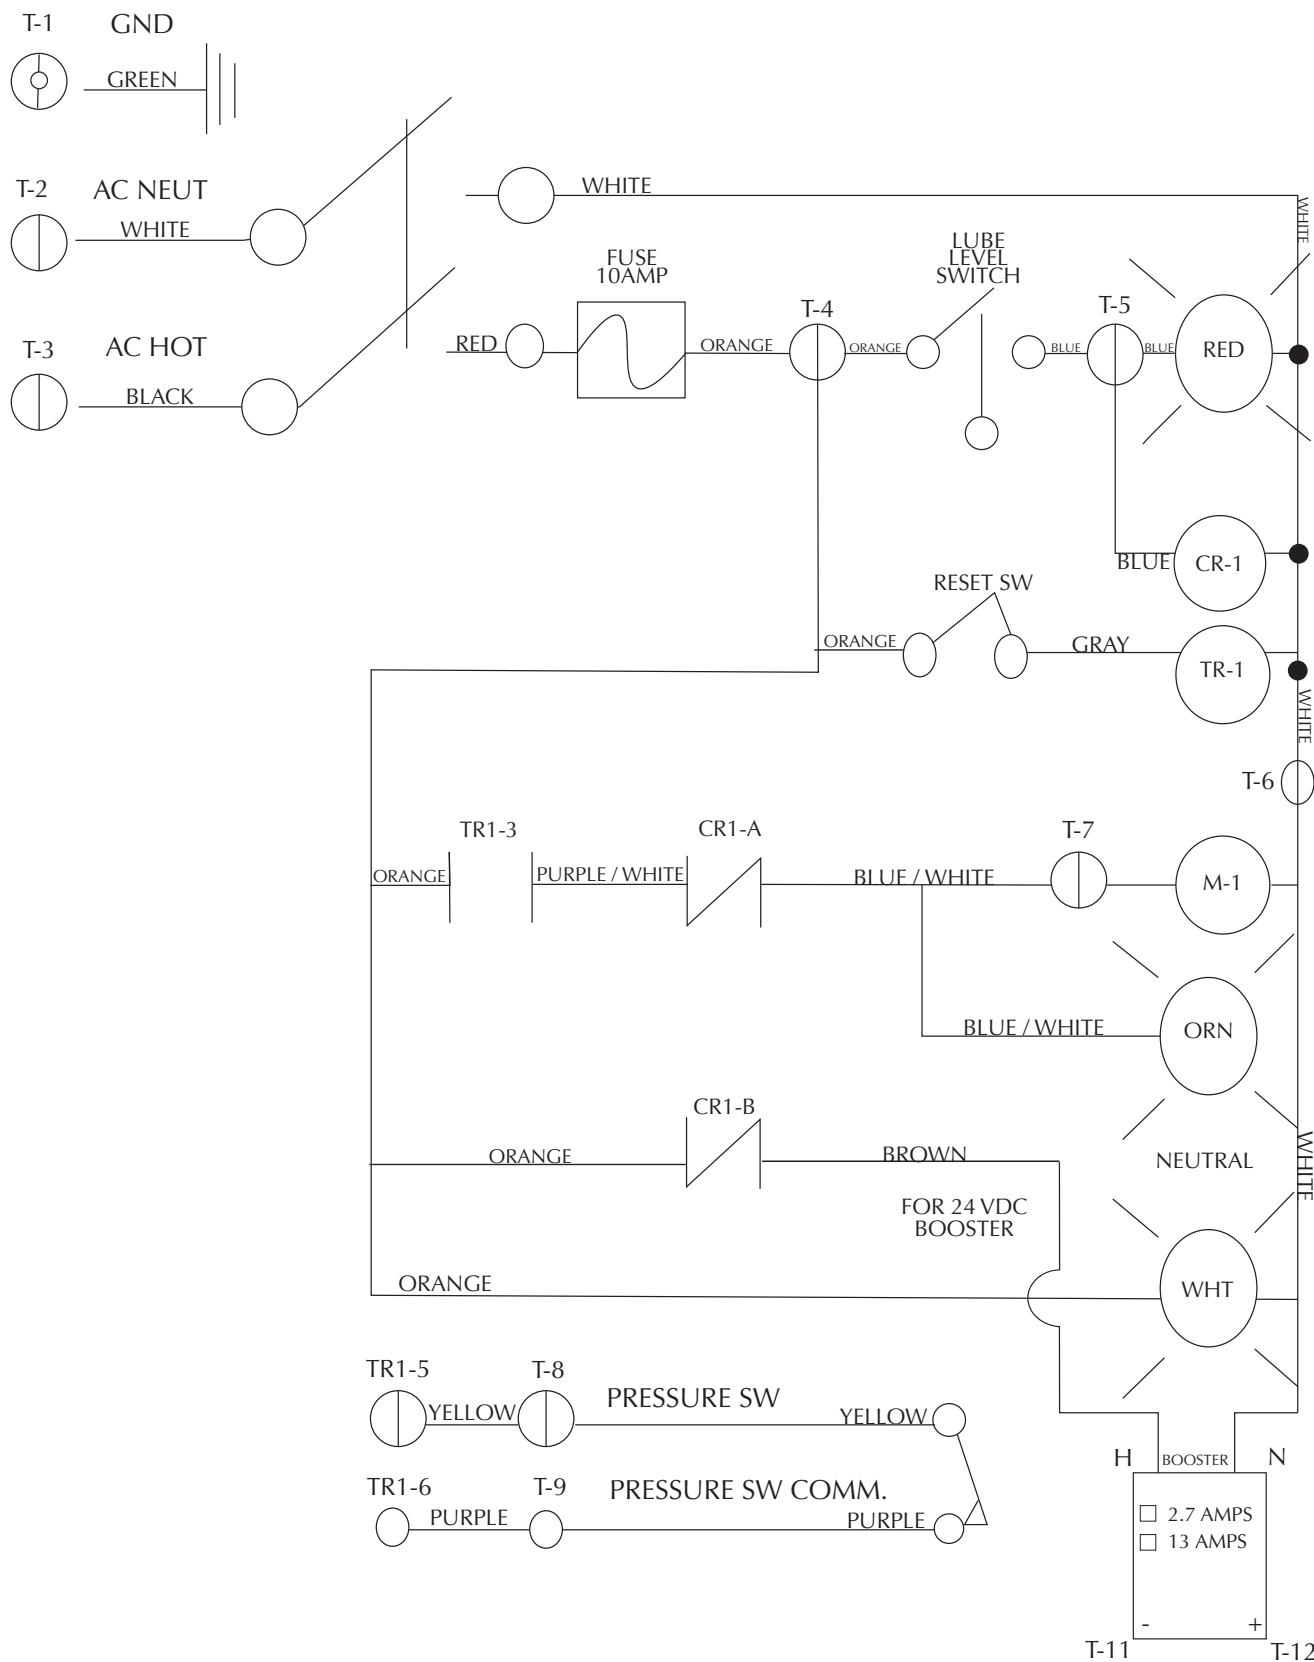 T-1
GND
GREEN
T-2
AC NEUT
WHITE
WHITE
WHITE
T-3
AC HOT
BLACK
RED
FUSE
10AMP
ORANGE
T-4
ORANGE
LUBE
LEVEL
SWITCH
BLUE
T-5
BLUE
RED
BLUE
CR-1
RESET SW
ORANGE
GRAY
TR-1
WHITE
T-6
TR1-3
CR1-A
T-7
ORANGE
PURPLE / WHITE
BLUE / WHITE
M-1
BLUE / WHITE
ORN
CR1-B
ORANGE
BROWN
NEUTRAL
WHITE
FOR 24 VDC
BOOSTER
ORANGE
WHT
TR1-5
T-8
PRESSURE SW
YELLOW
YELLOW
TR1-6
T-9
PRESSURE SW COMM.
PURPLE
PURPLE
H
BOOSTER
N
2.7 AMPS
13 AMPS
-
+
T-11
T-12